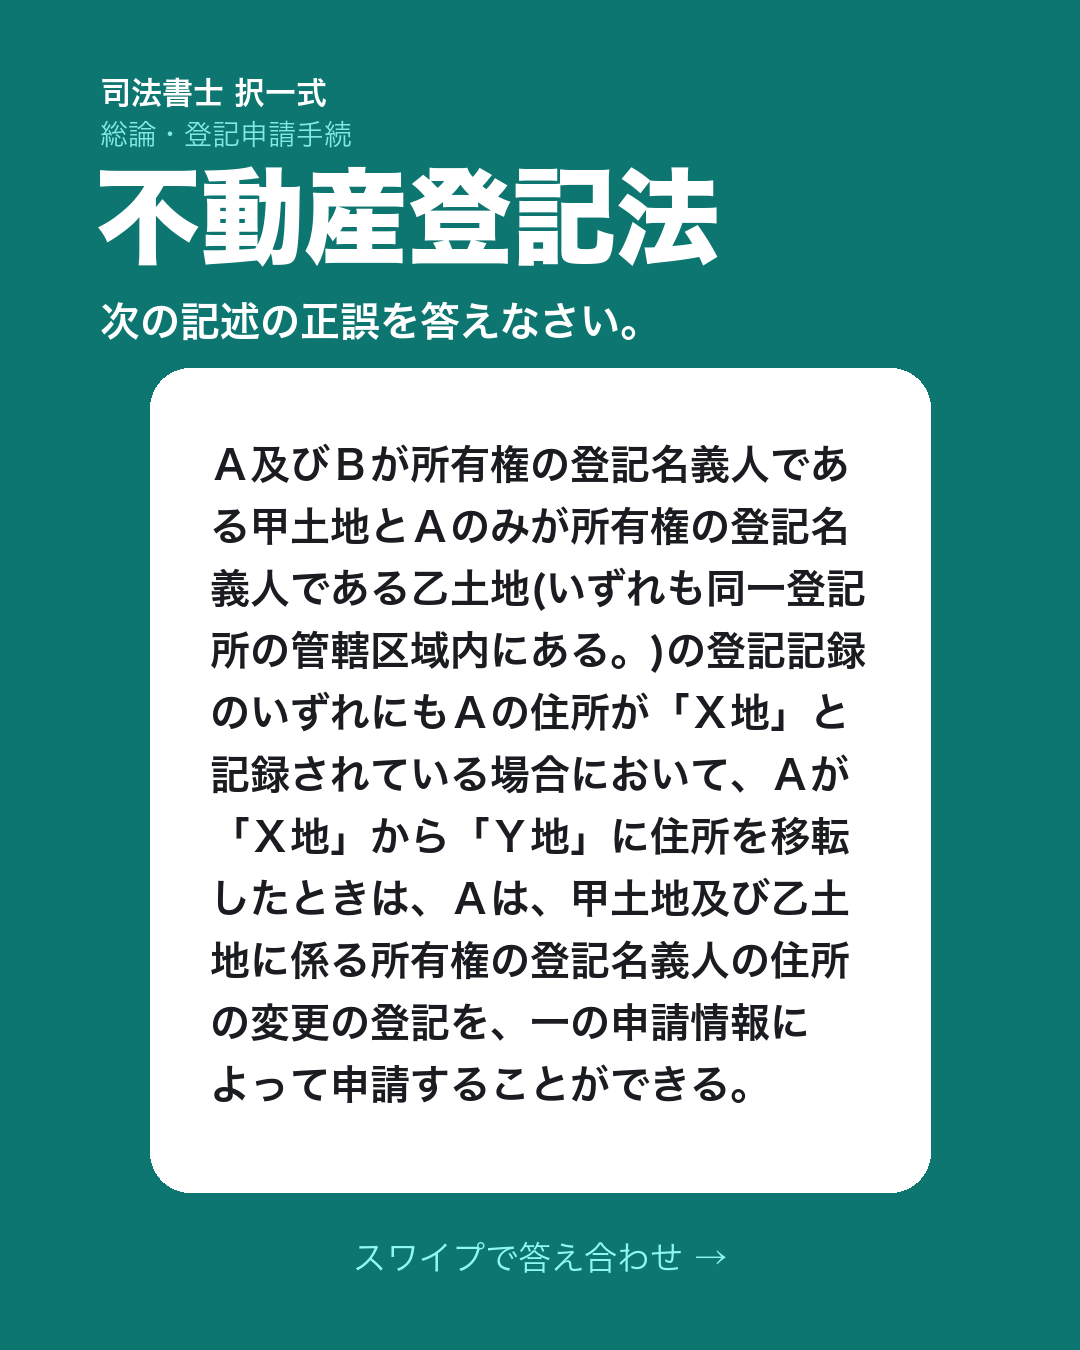 司法書士 択一式
総論・登記申請手続
不動産登記法
次の記述の正誤を答えなさい。
Ａ及びＢが所有権の登記名義人であ
る甲土地とＡのみが所有権の登記名
義人である乙土地(いずれも同一登記
所の管轄区域内にある。)の登記記録
のいずれにもＡの住所が「Ｘ地」と
記録されている場合において、Ａが
「Ｘ地」から「Ｙ地」に住所を移転
したときは、Ａは、甲土地及び乙土
地に係る所有権の登記名義人の住所
の変更の登記を、一の申請情報に
よって申請することができる。
スワイプで答え合わせ →